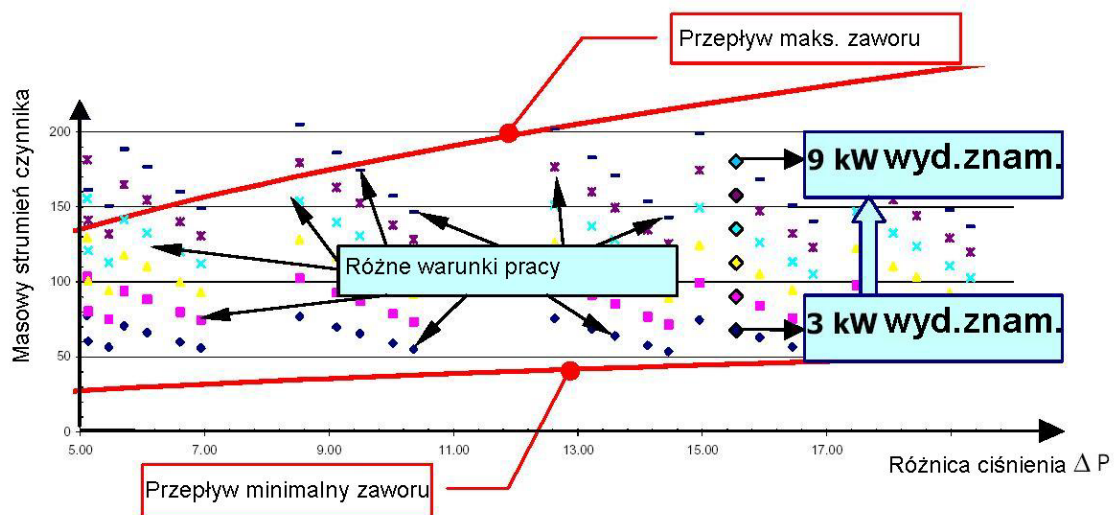 Przepływ maks. zaworu
Masowy strumień czynnika
200
150
100
50
0
9 kW wyd.znam.
Różne warunki pracy
3 kW wyd.znam.
5.00 7.00 9.00 11.00 13.00 15.00 17.00
Różnica ciśnienia Δ P
Przepływ minimalny zaworu